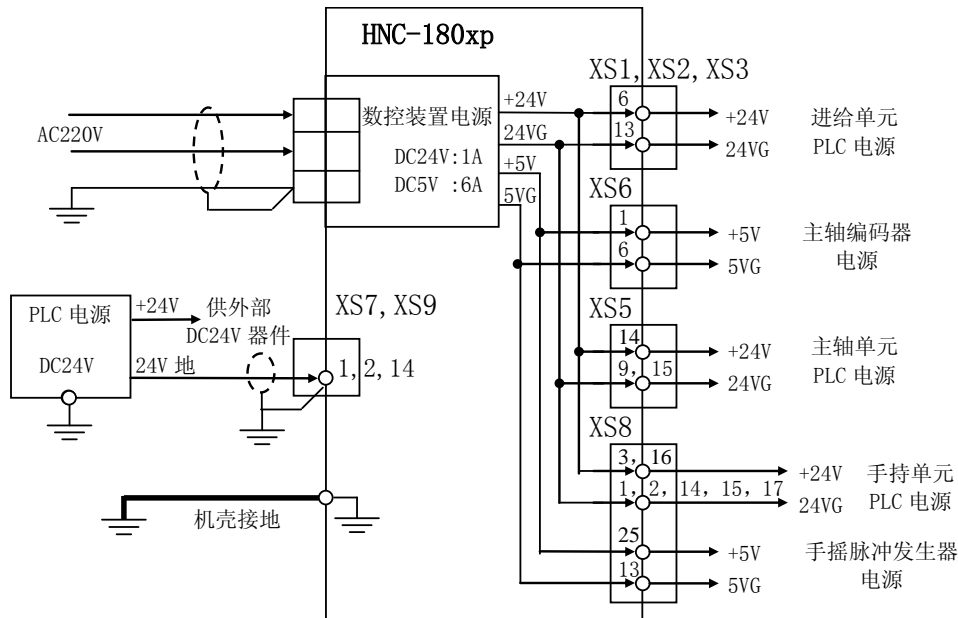 HNC-180xp
XS1, XS2, XS3
数控装置电源
DC24V:1A
DC5V :6A
+24V
24VG
+5V
5VG
AC220V
6
13
+24V
24VG
进给单元
PLC 电源
XS6
1
6
+5V
5VG
主轴编码器
电源
PLC 电源
DC24V
+24V
24V 地
供外部
DC24V 器件
XS7, XS9
1, 2, 14
XS5
14
9, 15
+24V
24VG
主轴单元
PLC 电源
XS8
3, 16
1, 2, 14, 15, 17
+24V
24VG
手持单元
PLC 电源
25
13
+5V
5VG
手摇脉冲发生器
电源
机壳接地